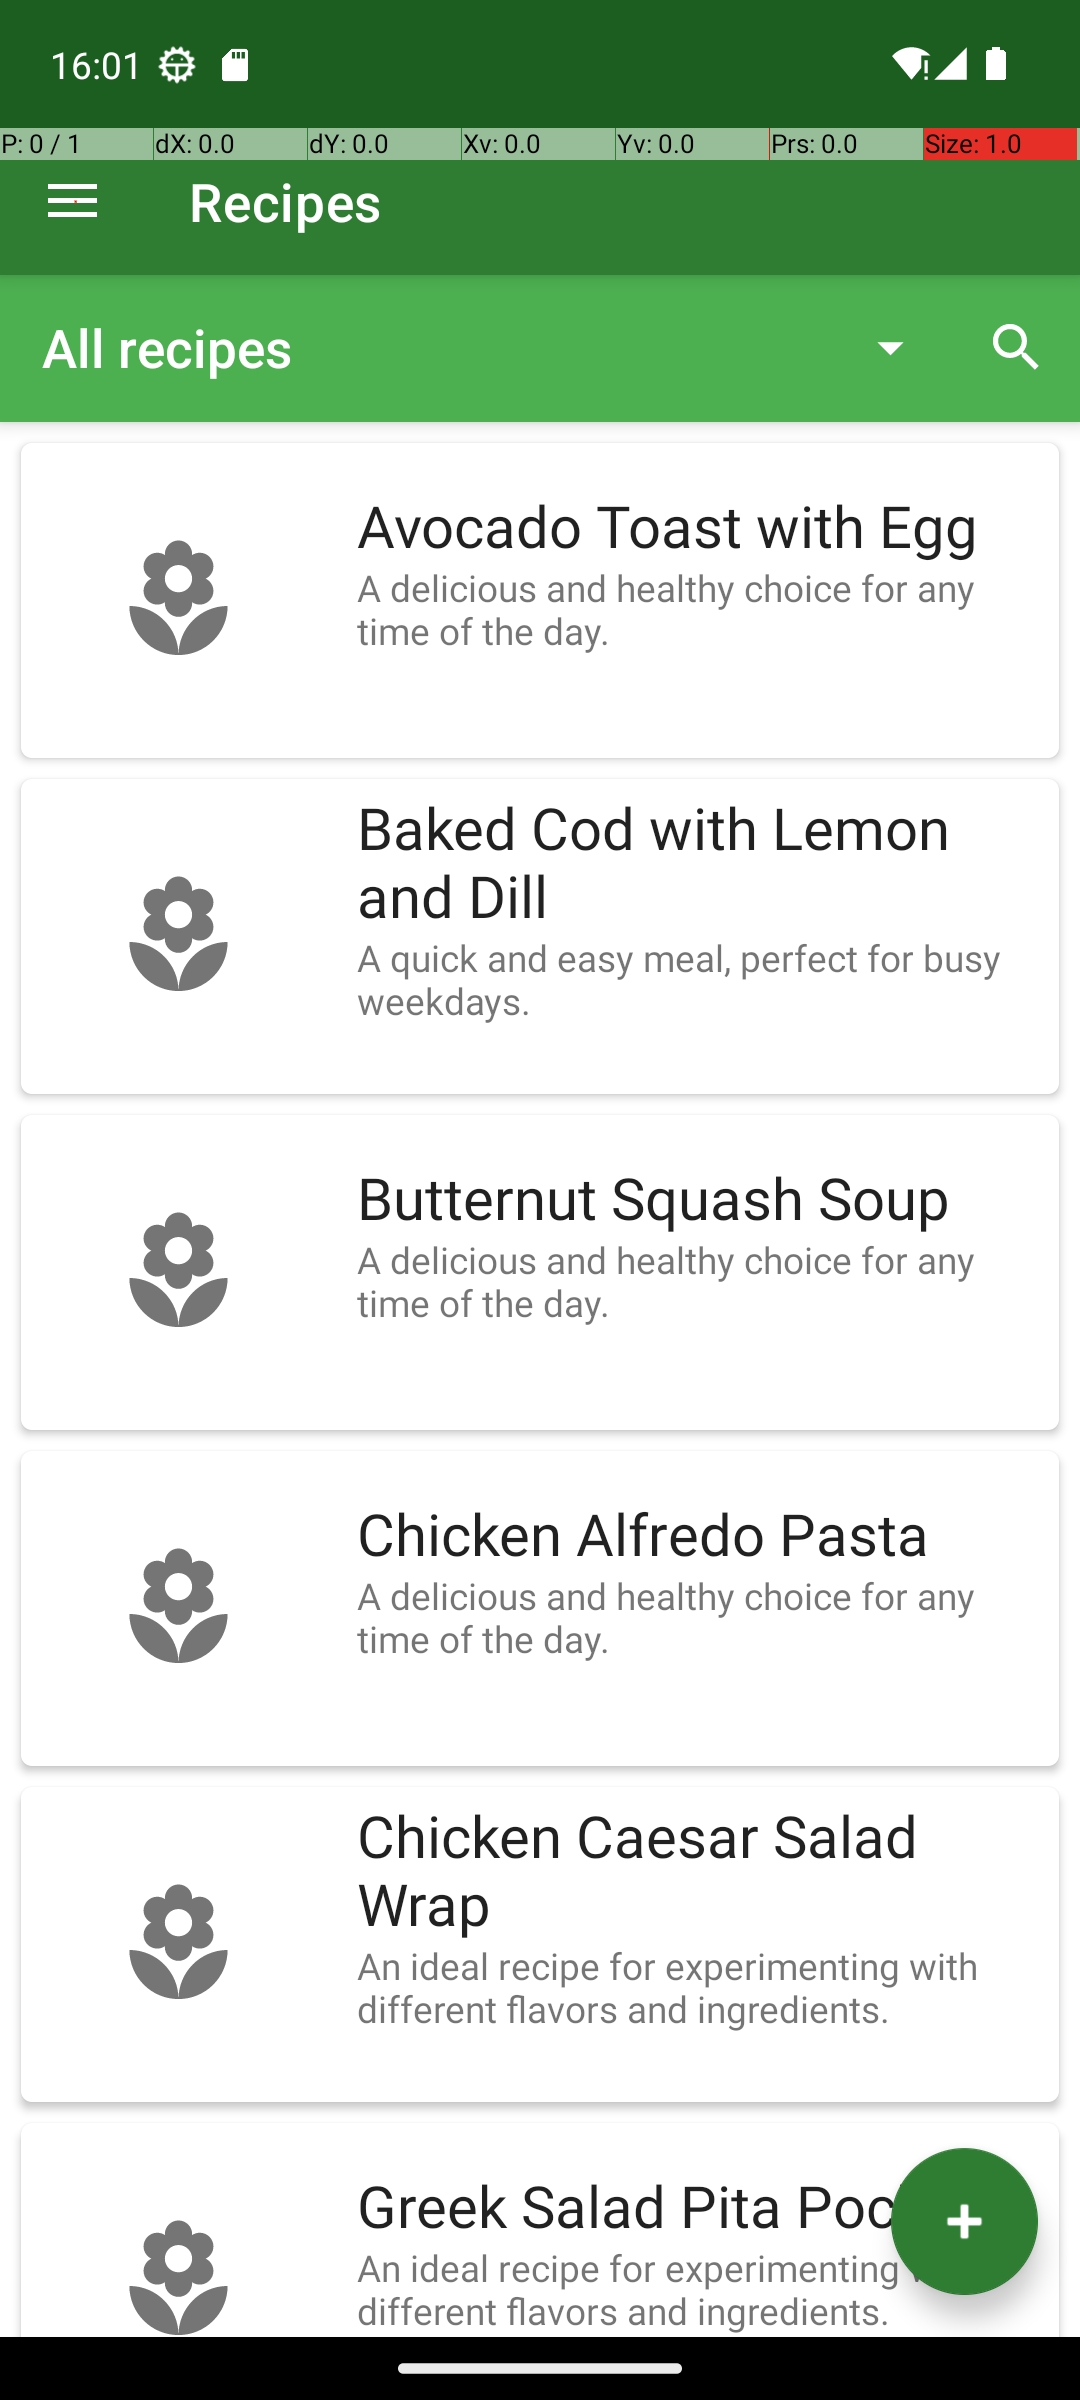 16:01
P: 0 / 1 dX: 0.0 dY: 0.0 Xv: 0.0 Yv: 0.0 Prs: 0.0 Size: 1.0
Recipes
All recipes
Avocado Toast with Egg
A delicious and healthy choice for any
time of the day.
Baked Cod with Lemon
and Dill
A quick and easy meal, perfect for busy
weekdays.
Butternut Squash Soup
A delicious and healthy choice for any
time of the day.
Chicken Alfredo Pasta
A delicious and healthy choice for any
time of the day.
Chicken Caesar Salad
Wrap
An ideal recipe for experimenting with
different flavors and ingredients.
Greek Salad Pita
An ideal recipe for experimenting
different flavors and ingredients.